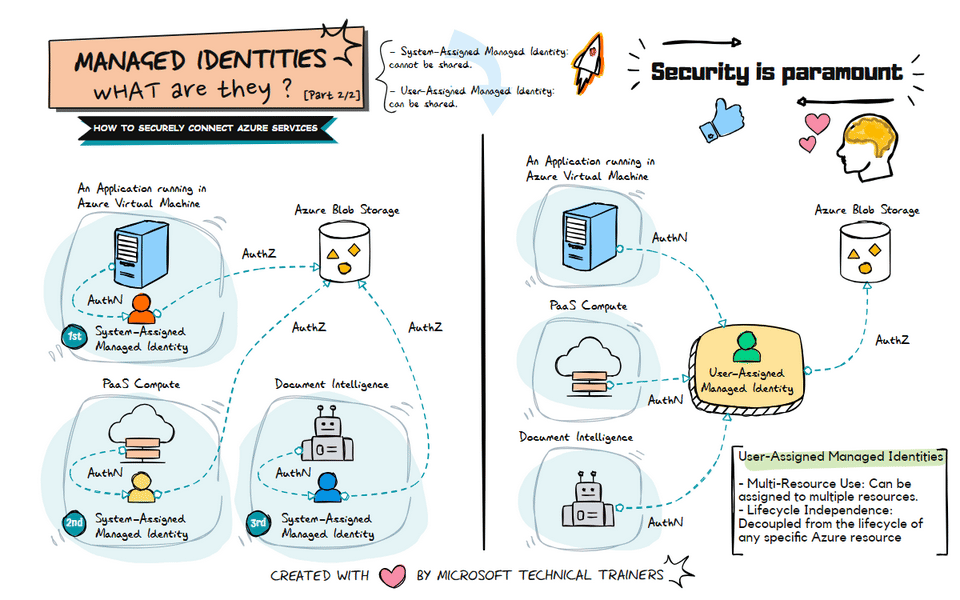 MANAGED IDENTITIES
WHAT are they ? [Part 2/2]
HOW TO SECURELY CONNECT AZURE SERVICES
- System-Assigned Managed Identity:
cannot be shared.
- User-Assigned Managed Identity:
can be shared.
Security is paramount
An Application running in
Azure Virtual Machine
Azure Blob Storage
AuthZ
AuthN
1st
System-Assigned
Managed Identity
AuthZ
AuthZ
PaaS Compute
AuthN
2nd
System-Assigned
Managed Identity
Document Intelligence
AuthN
3rd
System-Assigned
Managed Identity
An Application running in
Azure Virtual Machine
AuthN
Azure Blob Storage
PaaS Compute
AuthN
User-Assigned
Managed Identity
AuthZ
Document Intelligence
AuthN
User-Assigned Managed Identities
- Multi-Resource Use: Can be
assigned to multiple resources.
- Lifecycle Independence:
Decoupled from the lifecycle of
any specific Azure resource
CREATED WITH BY MICROSOFT TECHNICAL TRAINERS